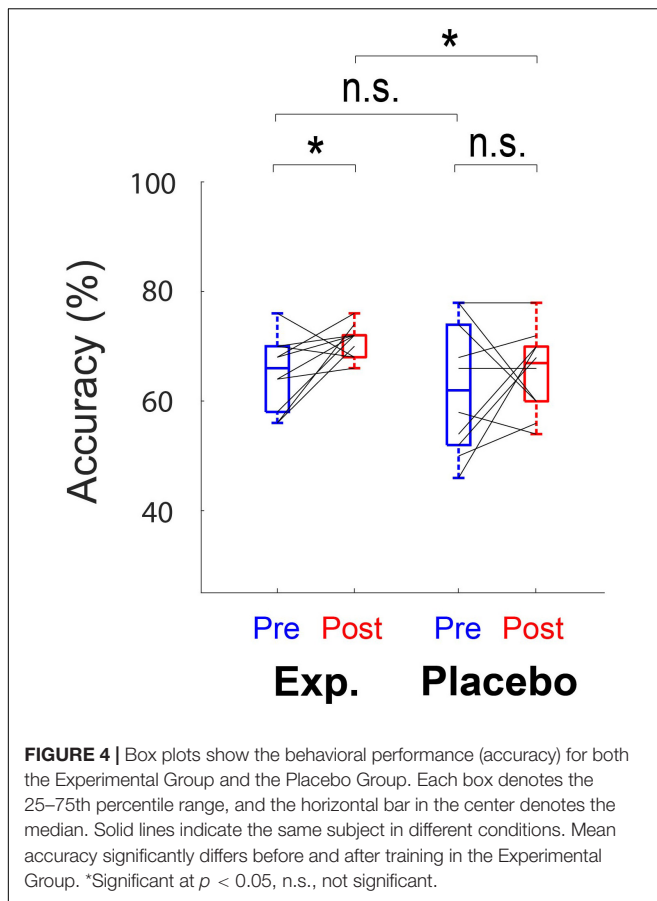 *
n.s.
* n.s.
100
80
60
40
Accuracy (%)
Pre Post Pre Post
Exp. Placebo
FIGURE 4 | Box plots show the behavioral performance (accuracy) for both
the Experimental Group and the Placebo Group. Each box denotes the
25–75th percentile range, and the horizontal bar in the center denotes the
median. Solid lines indicate the same subject in different conditions. Mean
accuracy significantly differs before and after training in the Experimental
Group. *Significant at p < 0.05, n.s., not significant.